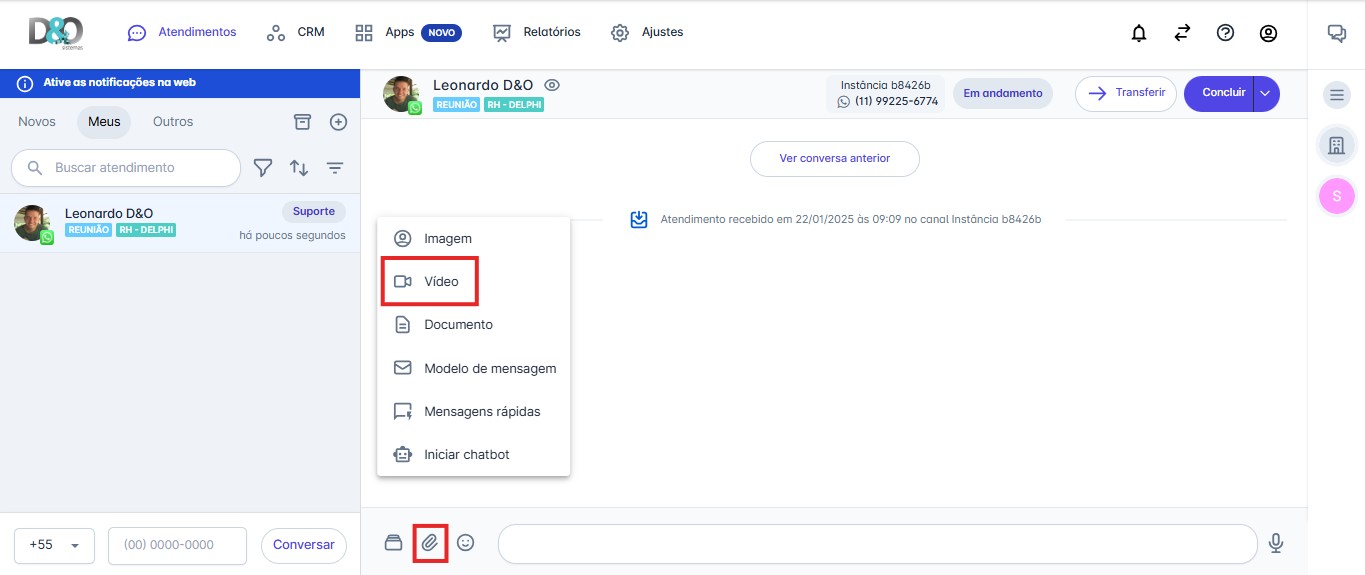 D&O
sistemas
Atendimentos
CRM
Apps NOVO
Relatórios
Ajustes
Ative as notificações na web
Novos
Meus
Outros
Buscar atendimento
Leonardo D&O
Suporte
REUNIÃO RH - DELPHI
há poucos segundos
+55
(00) 0000-0000
Conversar
Leonardo D&O
REUNIÃO RH - DELPHI
Instância b8426b
(11) 99225-6774
Em andamento
Transferir
Concluir
Ver conversa anterior
Atendimento recebido em 22/01/2025 às 09:09 no canal Instância b8426b
Imagem
Vídeo
Documento
Modelo de mensagem
Mensagens rápidas
Iniciar chatbot
S